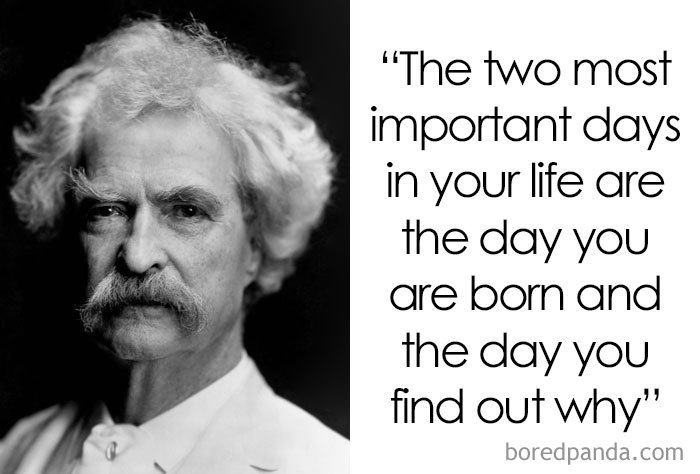 “The two most
important days
in your life are
the day you
are born and
the day you
find out why”
boredpanda.com